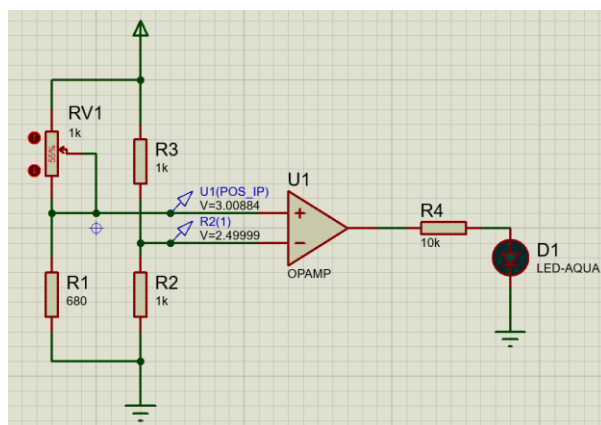 RV1
1k
55%
R3
1k
U1(POS_IP)
V=3.00884
R2(1)
V=2.49999
U1
OPAMP
R4
10k
D1
LED-AQUA
R1
680
R2
1k